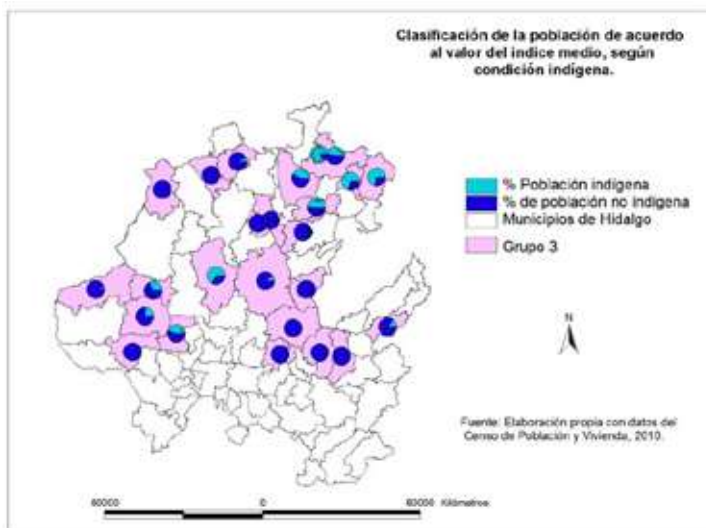 Clasificación de la población de acuerdo
al valor del indice medio, según
condición indígena.
% Población indígena
% de población no indígena
Municipios de Hidalgo
Grupo 3
N
Fuente: Elaboración propia con datos del
Censo de Población y Vivienda, 2010.
60000 0 60000 Kilómetros